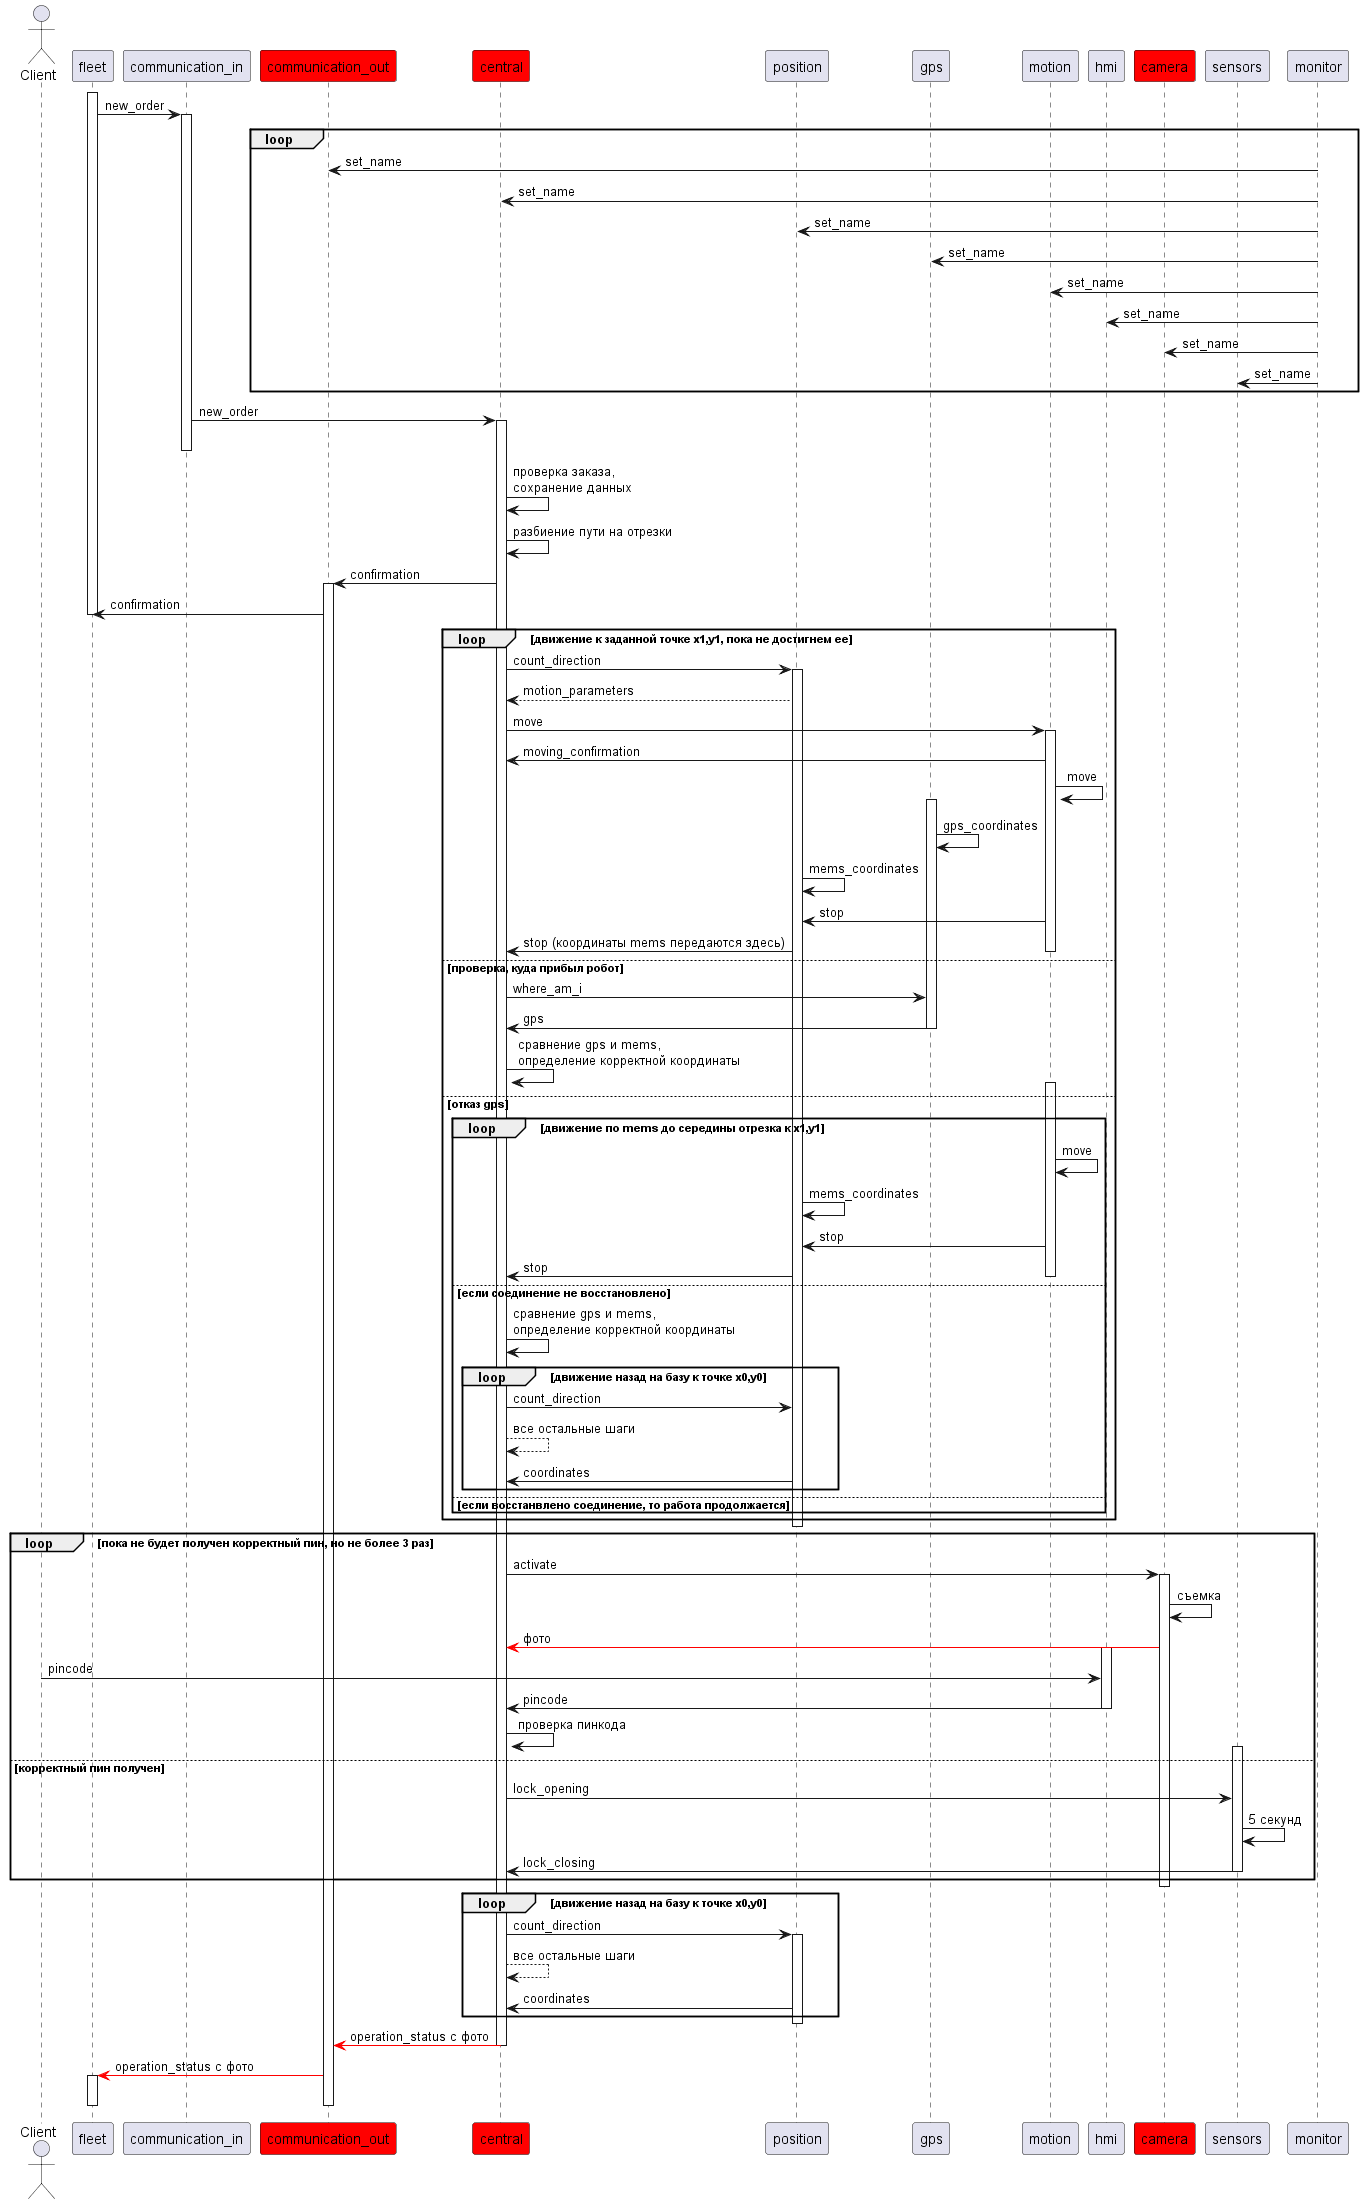 Client
fleet
communication_in
communication_out
central
position
gps
motion
hmi
camera
sensors
monitor
new_order
loop
set_name
set_name
set_name
set_name
set_name
set_name
set_name
set_name
new_order
проверка заказа,
сохранение данных
разбиение пути на отрезки
confirmation
confirmation
loop [движение к заданной точке x1,y1, пока не достигнем ее]
count_direction
motion_parameters
move
moving_confirmation
move
gps_coordinates
mems_coordinates
stop
stop (координаты mems передаются здесь)
[проверка, куда прибыл робот]
where_am_i
gps
сравнение gps и mems,
определение корректной координаты
[отказ gps]
loop [движение по mems до середины отрезка к x1,y1]
move
mems_coordinates
stop
stop
[если соединение не восстановлено]
сравнение gps и mems,
определение корректной координаты
loop [движение назад на базу к точке x0,y0]
count_direction
все остальные шаги
coordinates
[если восстанвлено соединение, то работа продолжается]
loop [пока не будет получен корректный пин, но не более 3 раз]
activate
съемка
фото
pincode
pincode
проверка пинкода
[корректный пин получен]
lock_opening
5 секунд
lock_closing
loop [движение назад на базу к точке x0,y0]
count_direction
все остальные шаги
coordinates
operation_status с фото
operation_status с фото
Client
fleet
communication_in
communication_out
central
position
gps
motion
hmi
camera
sensors
monitor